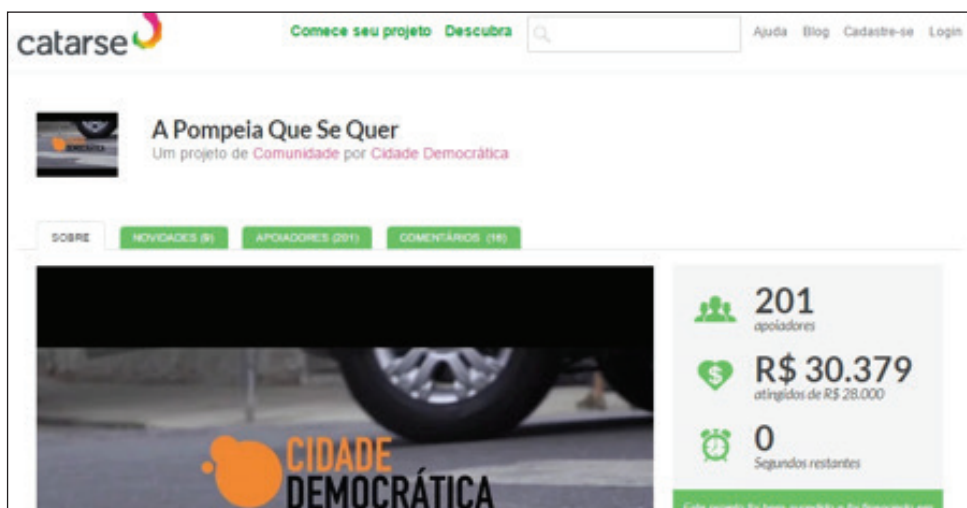 catarse
Comece seu projeto Descubra
Ajuda Blog Cadastre-se Login
A Pompeia Que Se Quer
Um projeto de Comunidade por Cidade Democrática
SOBRE NOVIDADES (9) APOIADORES (201) COMENTÁRIOS (16)
CIDADE
DEMOCRÁTICA
201
apoiadores
R$ 30.379
atingidos de R$ 28.000
0
Segundos restantes